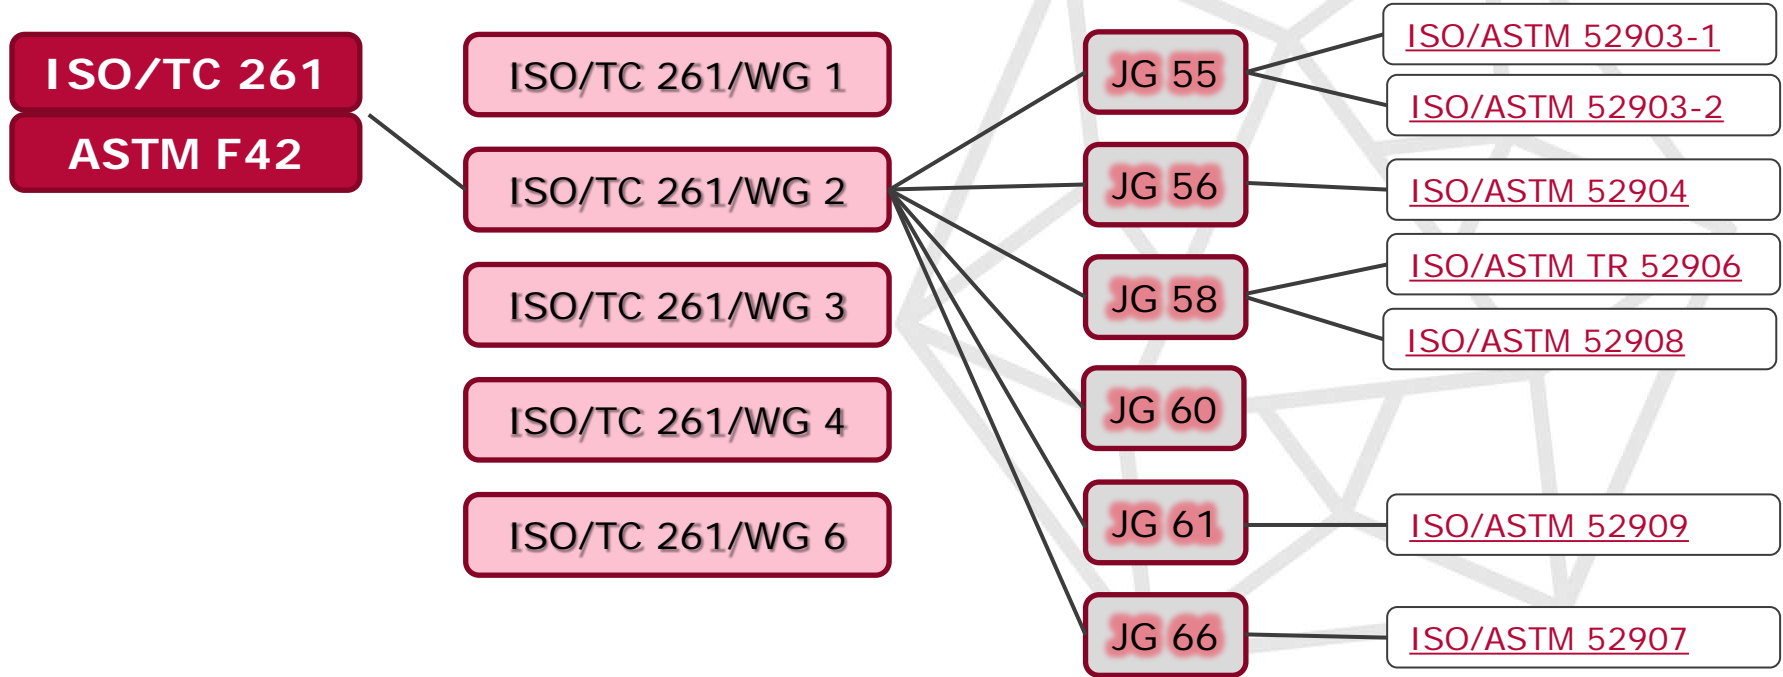 ISO/TC 261
ASTM F42
ISO/TC 261/WG 1
ISO/TC 261/WG 2
ISO/TC 261/WG 3
ISO/TC 261/WG 4
ISO/TC 261/WG 6
JG 55
JG 56
JG 58
JG 60
JG 61
JG 66
ISO/ASTM 52903-1
ISO/ASTM 52903-2
ISO/ASTM 52904
ISO/ASTM TR 52906
ISO/ASTM 52908
ISO/ASTM 52909
ISO/ASTM 52907